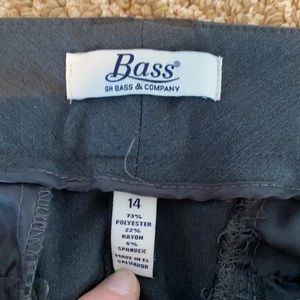 Bass®
GH BASS & COMPANY
14
73%
POLYESTER
22%
RAYON
5%
SPANDEX
MADE IN EL
SALVADOR